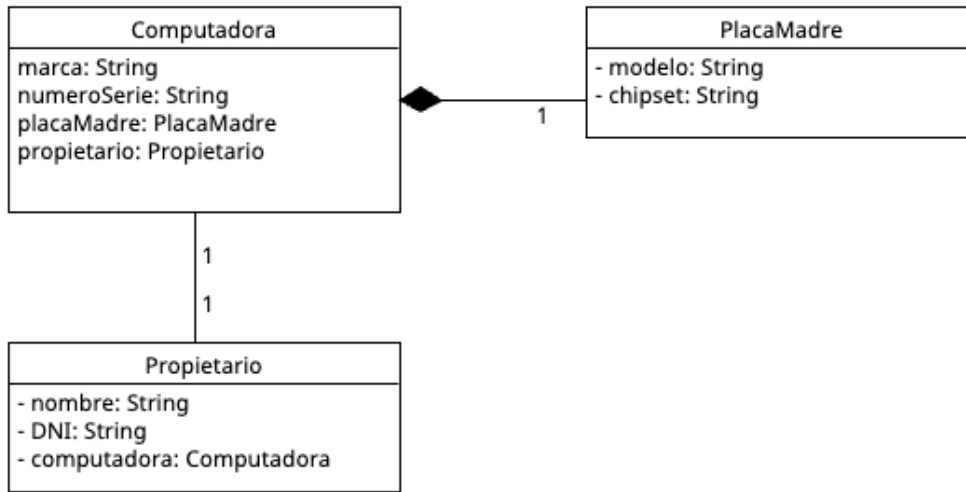 Computadora
marca: String
numeroSerie: String
placaMadre: PlacaMadre
propietario: Propietario
PlacaMadre
- modelo: String
- chipset: String
1
1
1
Propietario
- nombre: String
- DNI: String
- computadora: Computadora